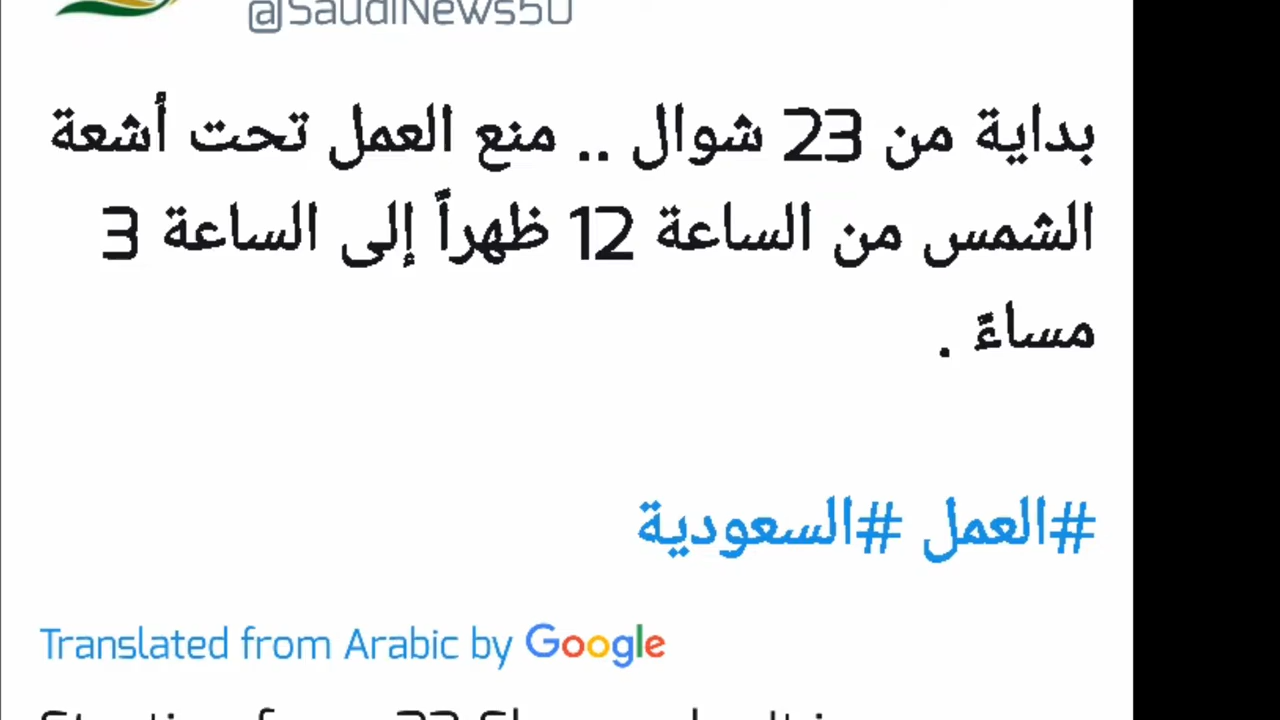 @SaudiNews50
بداية من 23 شوال .. منع العمل تحت أشعة
الشمس من الساعة 12 ظهراً إلى الساعة 3
مساءً .
#العمل #السعودية
Translated from Arabic by Google